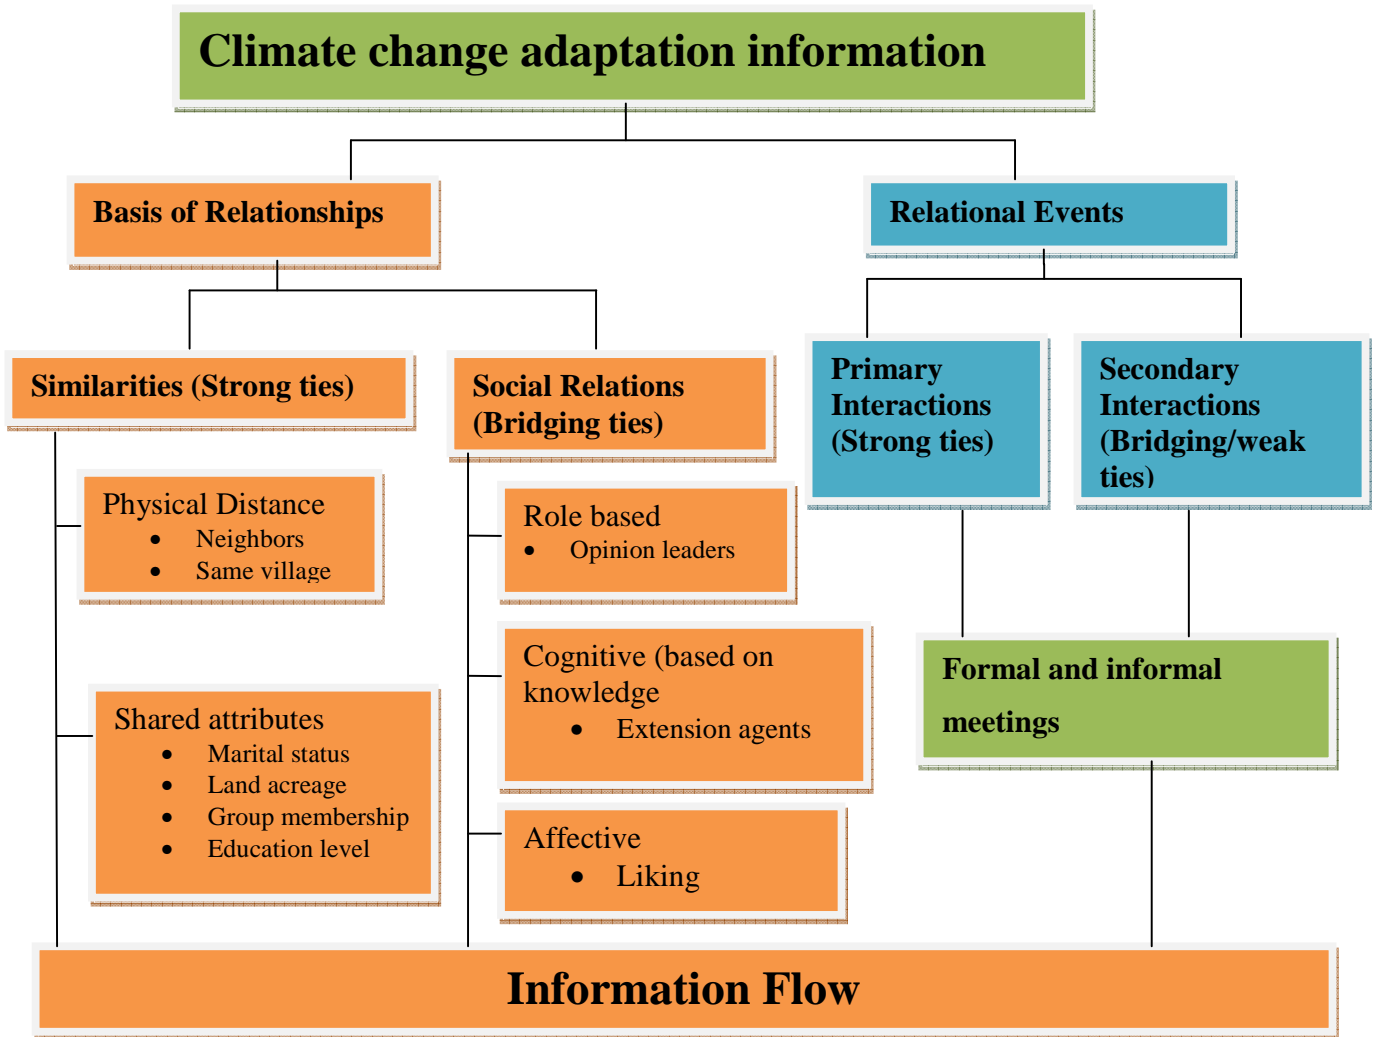 Climate change adaptation information
Basis of Relationships
Relational Events
Similarities (Strong ties)
Social Relations
(Bridging ties)
Primary
Interactions
(Strong ties)
Secondary
Interactions
(Bridging/weak
ties)
Physical Distance
• Neighbors
• Same village
Shared attributes
• Marital status
• Land acreage
• Group membership
• Education level
Role based
• Opinion leaders
Cognitive (based on
knowledge
• Extension agents
Affective
• Liking
Formal and informal
meetings
Information Flow